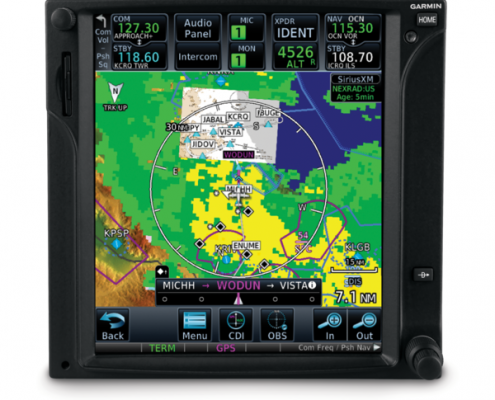 GARMIN
COM
127.30
APPROACH
Audio
Panel
MIC
1
XPDR
IDENT
NAV OCN
115.30
OCN VOR
HOME
Com
Vol
Psh
Sq
STBY
118.60
KCRQ TWR
Intercom
MON
1
4526
ALT R
STBY
108.70
JCRQ ILS
N
TRK UP
SiriusXM
NEXRAD:US
Age: 5min
JABAL
KCRQ
S
30
VISTA
JIDOV
WODUN
E
MICHH
W
KPSP
ENUME
KLGB
15
DIS
7.1 NM
MICHH → WODUN → VISTA
Back
Menu
CDI
OBS
In
Out
TERM
GPS
Com Freq / Psh Nav